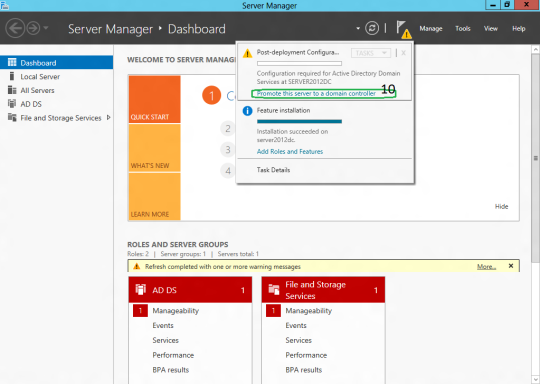 Server Manager
Server Manager • Dashboard
Manage Tools View Help
Dashboard
Local Server
All Servers
AD DS
File and Storage Services
WELCOME TO SERVER MANAG
QUICK START
WHAT'S NEW
LEARN MORE
1
2
3
4
Hide
Post-deployment Configura...
TASKS
X
Configuration required for Active Directory Domain
Services at SERVER2012DC
Promote this server to a domain controller
10
Feature installation
Installation succeeded on
server2012dc.
Add Roles and Features
Task Details
ROLES AND SERVER GROUPS
Roles: 2 | Server groups: 1 | Servers total: 1
Refresh completed with one or more warning messages
More...
X
AD DS 1
1 Manageability
Events
Services
Performance
BPA results
File and Storage
Services 1
1 Manageability
Events
Services
Performance
BPA results